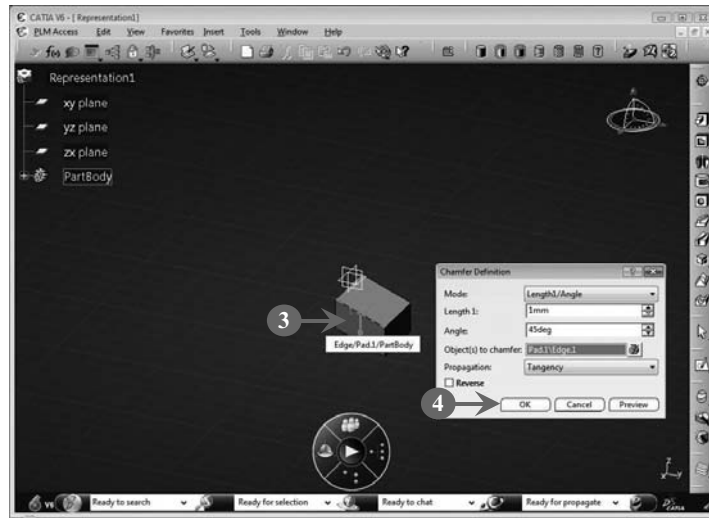 CATIA V6 - [ Representation1]
PLM Access Edit View Favorites Insert Tools Window Help
Representation1
xy plane
yz plane
zx plane
PartBody
Chamfer Definition
Mode: Length1/Angle
Length 1: 1mm
Angle: 45deg
Object(s) to chamfer: Pad.1\Edge.1
Propagation: Tangency
Reverse
OK Cancel Preview
3
Edge/Pad.1/PartBody
4
z
x y
V6 Ready to search Ready for selection Ready to chat Ready for propagate CATIA